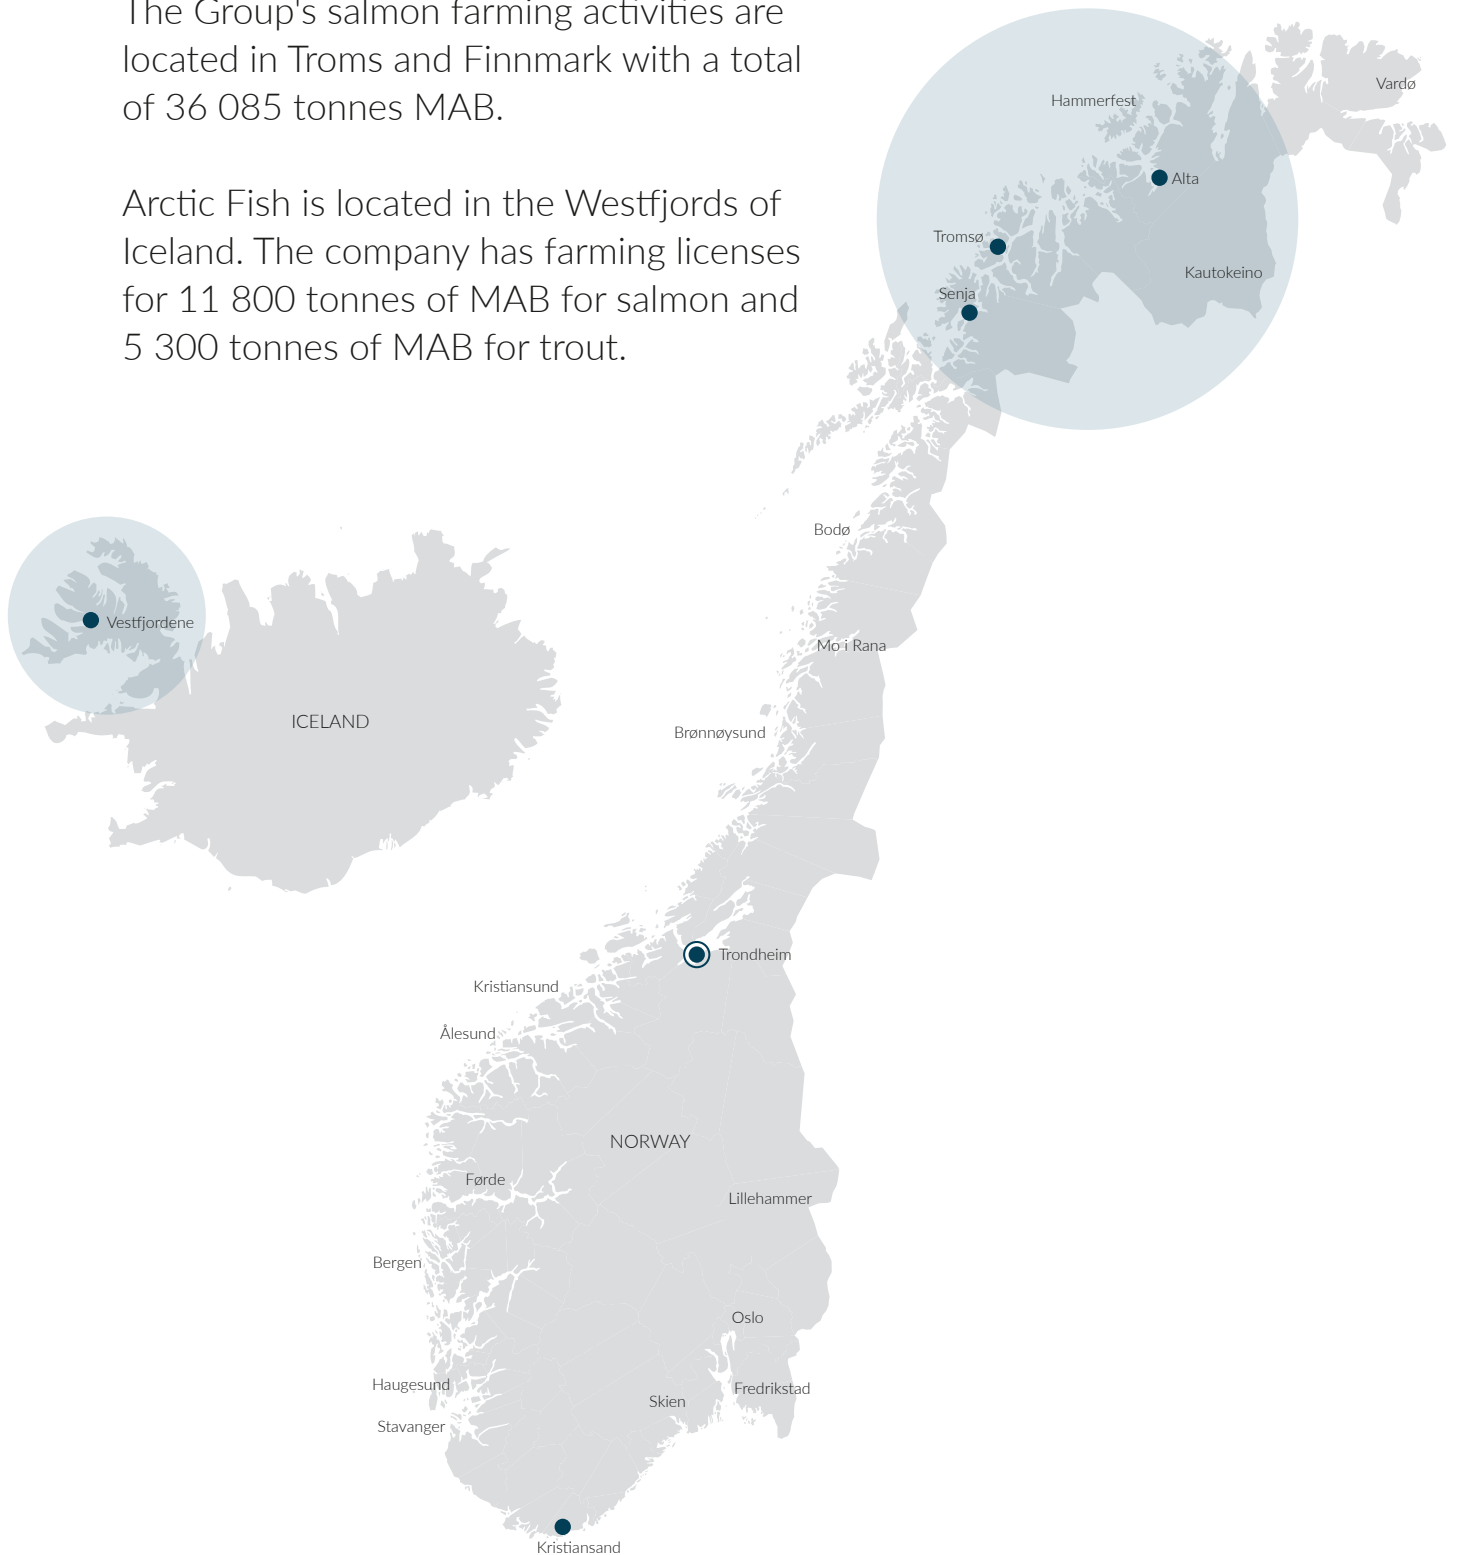 The Group's salmon farming activities are
located in Troms and Finnmark with a total
of 36 085 tonnes MAB.
Arctic Fish is located in the Westfjords of
Iceland. The company has farming licenses
for 11 800 tonnes of MAB for salmon and
5 300 tonnes of MAB for trout.
Vardø
Hammerfest
Alta
Tromsø
Kautokeino
Senja
Bodø
Vestfjordene
Mo i Rana
ICELAND
Brønnøysund
Trondheim
Kristiansund
Ålesund
NORWAY
Førde
Lillehammer
Bergen
Oslo
Haugesund
Fredrikstad
Skien
Stavanger
Kristiansand